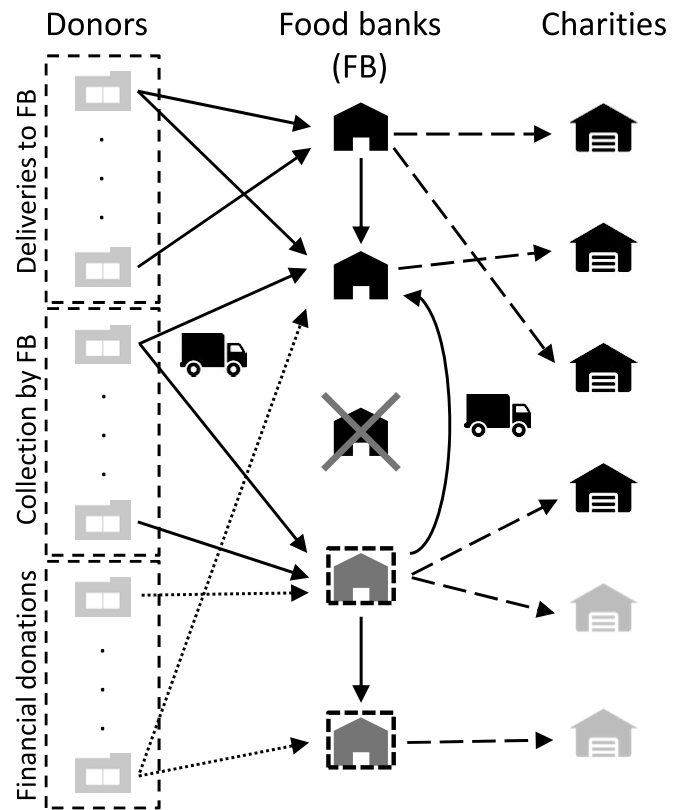 Donors
Food banks
(FB)
Charities
Deliveries to FB
Collection by FB
Financial donations